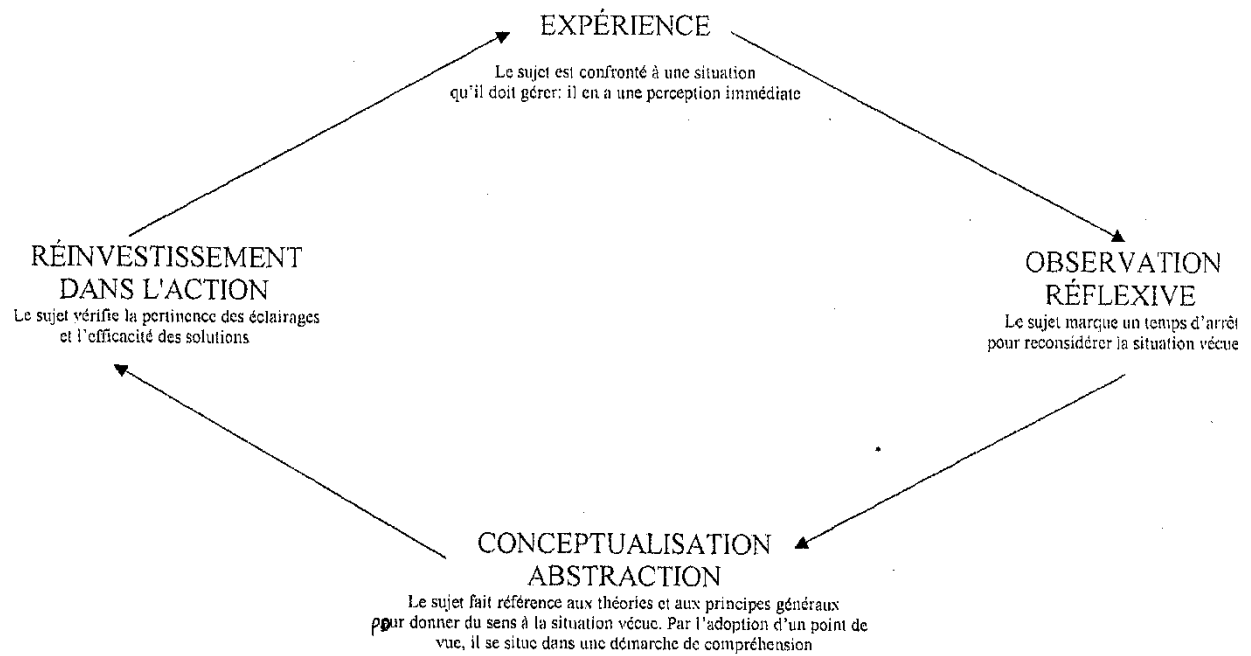 EXPÉRIENCE
Le sujet est confronté à une situation
qu'il doit gérer: il en a une perception immédiate
RÉINVESTISSEMENT
DANS L'ACTION
Le sujet vérifie la pertinence des éclairages
et l'efficacité des solutions
OBSERVATION
RÉFLEXIVE
Le sujet marque un temps d'arrêt
pour reconsidérer la situation vécue
CONCEPTUALISATION
ABSTRACTION
Le sujet fait référence aux théories et aux principes généraux
pour donner du sens à la situation vécue. Par l'adoption d'un point de
vue, il se situe dans une démarche de compréhension